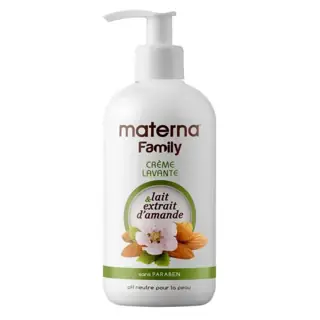 materna
Family
CRÈME
LAVANTE
lait
& extrait
d'amande
sans PARABEN
pH neutre pour la peau